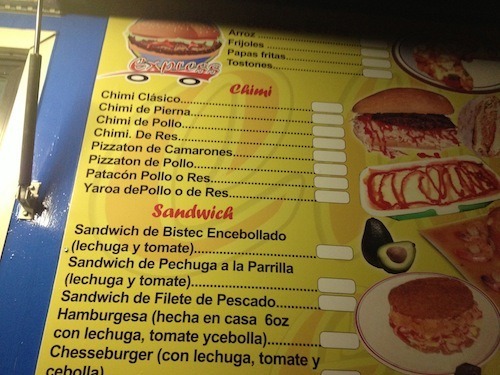 Express
Arroz
Frijoles
Papas fritas
Tostones
Chimi
Chimi Clásico
Chimi de Pierna
Chimi de Pollo
Chimi. De Res
Pizzaton de Camarones
Pizzaton de Pollo
Patacón Pollo o Res
Yaroa dePollo o de Res
Sandwich
Sandwich de Bistec Encebollado
(lechuga y tomate)
Sandwich de Pechuga a la Parrilla
(lechuga y tomate)
Sandwich de Filete de Pescado
Hamburgesa (hecha en casa 6oz
con lechuga, tomate ycebolla)
Chesseburger (con lechuga, tomate y
cebolla)